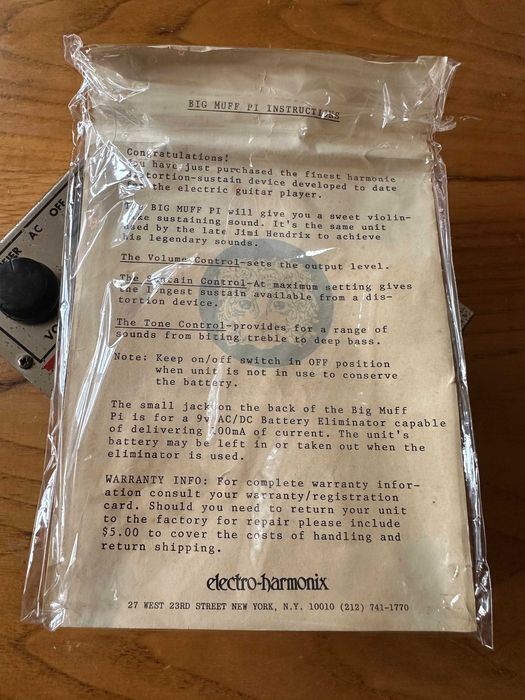 BIG MUFF PI INSTRUCTIONS
Congratulations!
You have just purchased the finest harmonic
distortion-sustain device developed to date
for the electric guitar player.
The BIG MUFF PI will give you a sweet violin-
like sustaining sound. It's the same unit
used by the late Jimi Hendrix to achieve
his legendary sounds.
The Volume Control-sets the output level.
The Sustain Control-At maximum setting gives
the longest sustain available from a dis-
tortion device.
The Tone Control-provides for a range of
sounds from biting treble to deep bass.
Note: Keep on/off switch in OFF position
when unit is not in use to conserve
the battery.
The small jack on the back of the Big Muff
Pi is for a 9v AC/DC Battery Eliminator capable
of delivering 100mA of current. The unit's
battery may be left in or taken out when the
eliminator is used.
WARRANTY INFO: For complete warranty infor-
ation consult your warranty/registration
card. Should you need to return your unit
to the factory for repair please include
$5.00 to cover the costs of handling and
return shipping.
electro-harmonix
27 WEST 23RD STREET NEW YORK, N.Y. 10010 (212) 741-1770
AC OFF